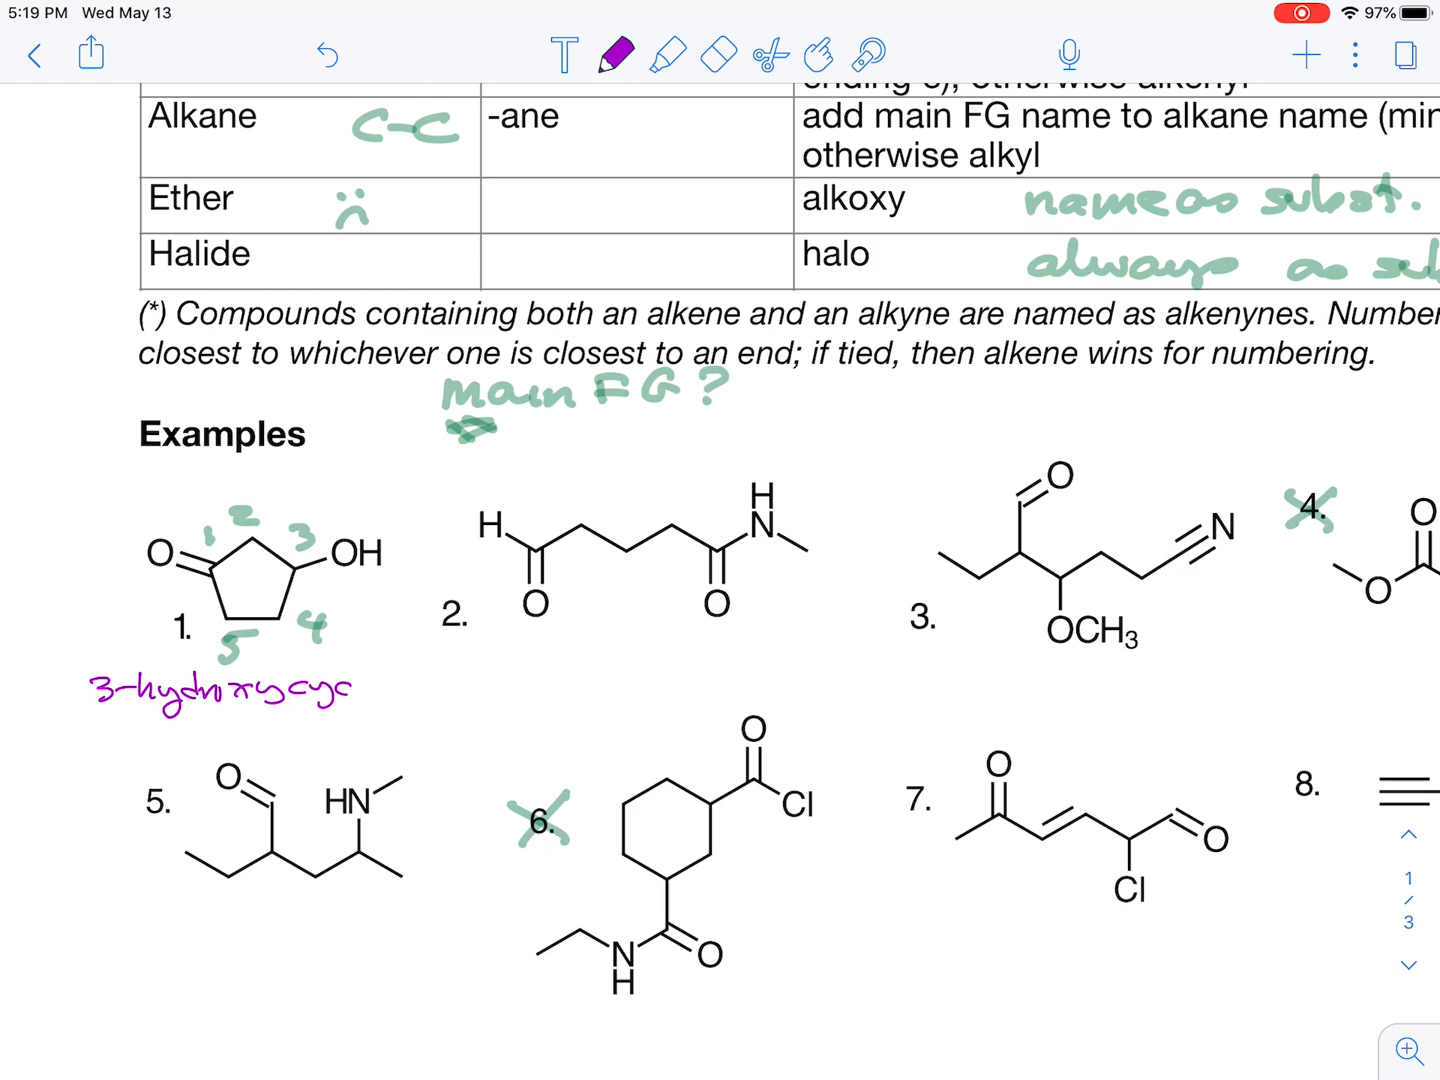 5:19 PM Wed May 13 97%
T
Alkane C-C -ane add main FG name to alkane name
otherwise alkyl
Ether alkoxy name as subst.
Halide halo always as
(*) Compounds containing both an alkene and an alkyne are named as alkenynes. Number
closest to whichever one is closest to an end; if tied, then alkene wins for numbering.
main FG?
Examples
1 2 3 4 5
O OH
1.
3-hydroxycyc
H O O H N
2.
O N OCH3
3.
4.
O O
5.
O HN
6.
O Cl N H O
7.
O Cl O
8.
1
/
3